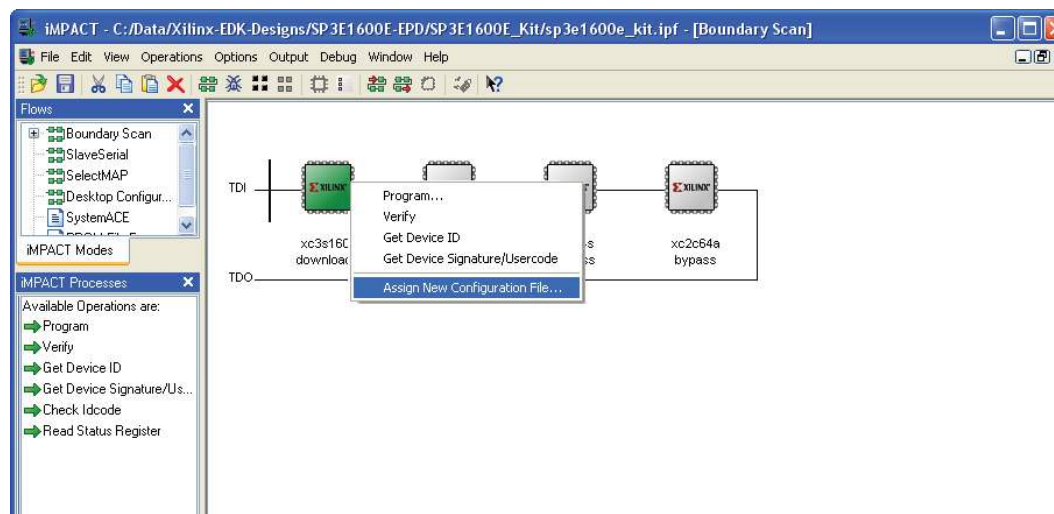 iMPACT - C:/Data/Xilinx-EDK-Designs/SP3E1600E-EPD/SP3E1600E_Kit/sp3e1600e_kit.ipf - [Boundary Scan]
File Edit View Operations Options Output Debug Window Help
Flows
Boundary Scan
SlaveSerial
SelectMAP
Desktop Configur...
SystemACE
iMPACT Modes
iMPACT Processes
Available Operations are:
Program
Verify
Get Device ID
Get Device Signature/Us...
Check Idcode
Read Status Register
TDI
XILINX
XILINX
xc3s160
downloa
xc2c64a
bypass
TDO
Program...
Verify
Get Device ID
Get Device Signature/Usercode
Assign New Configuration File...